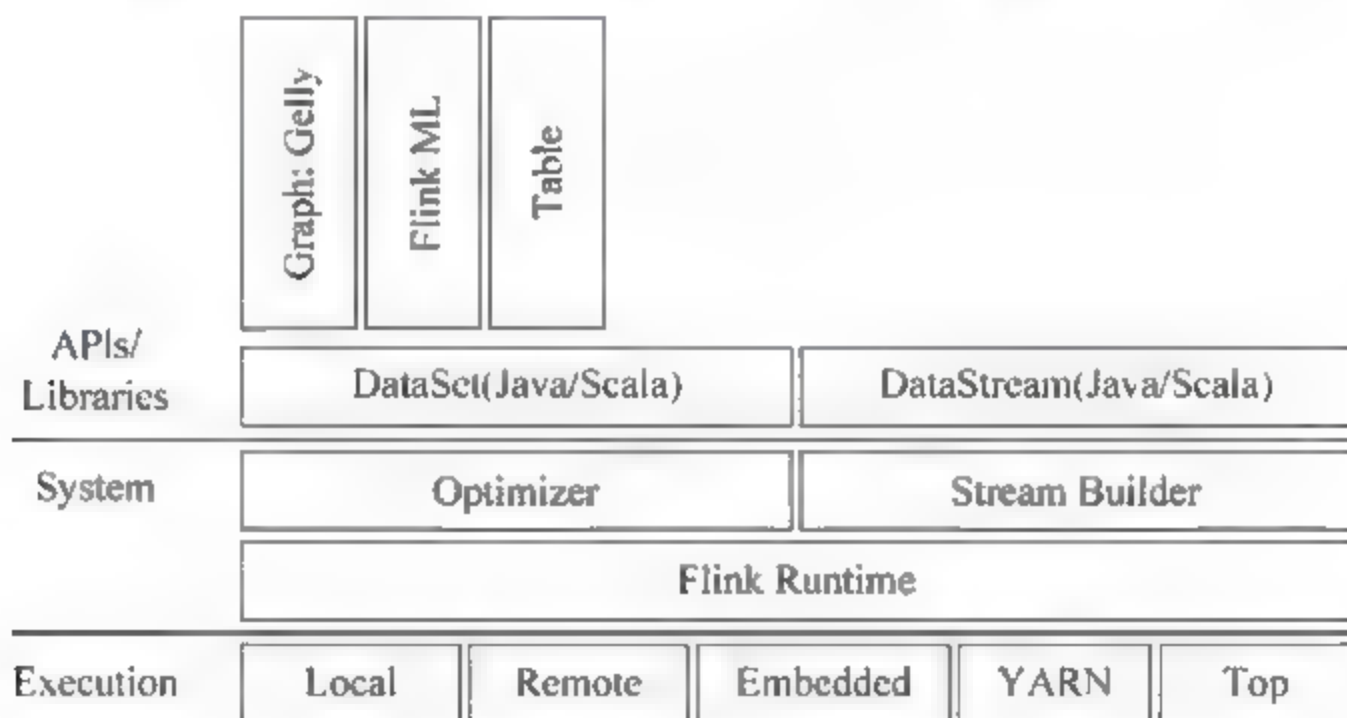 Graph: Gelly
Flink ML
Table
APIs/
Libraries
DataSet(Java/Scala)
DataStream(Java/Scala)
System
Optimizer
Stream Builder
Flink Runtime
Execution
Local
Remote
Embedded
YARN
Top